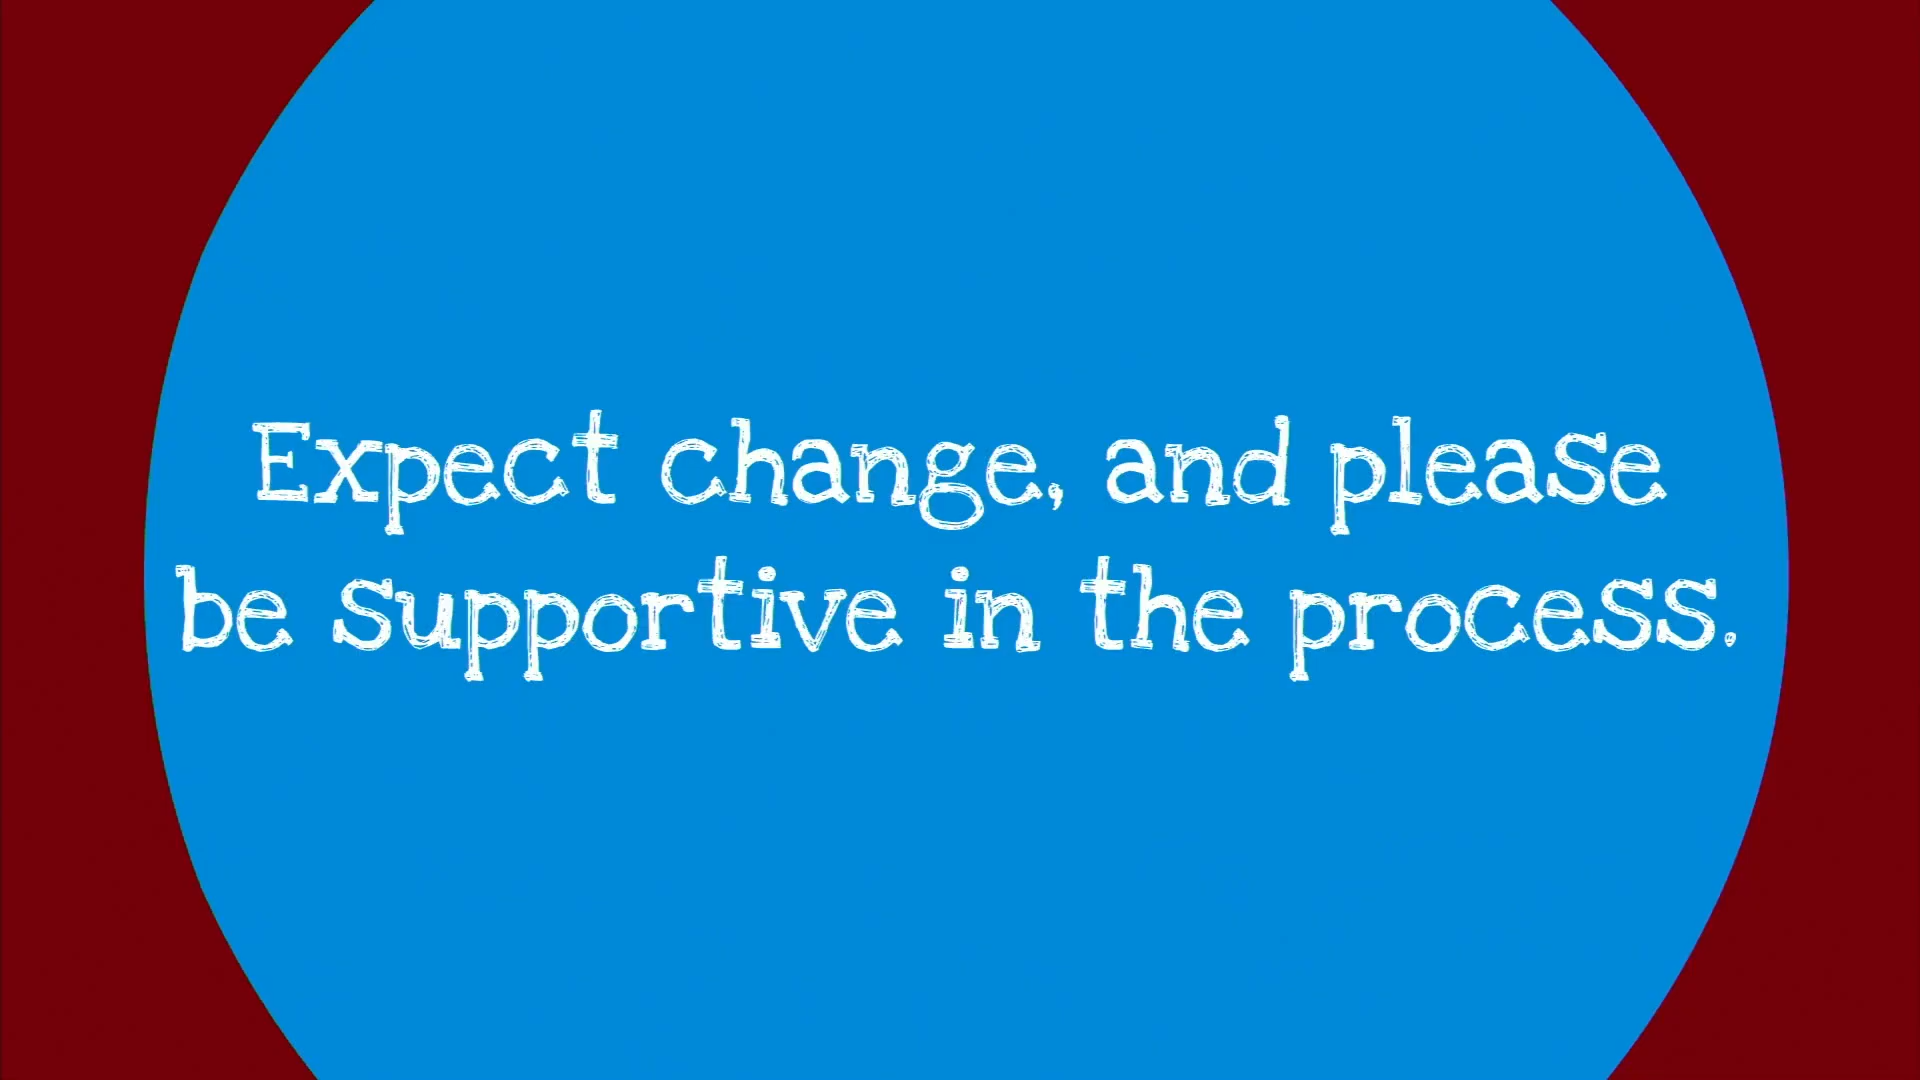 Expect change, and please
be supportive in the process.